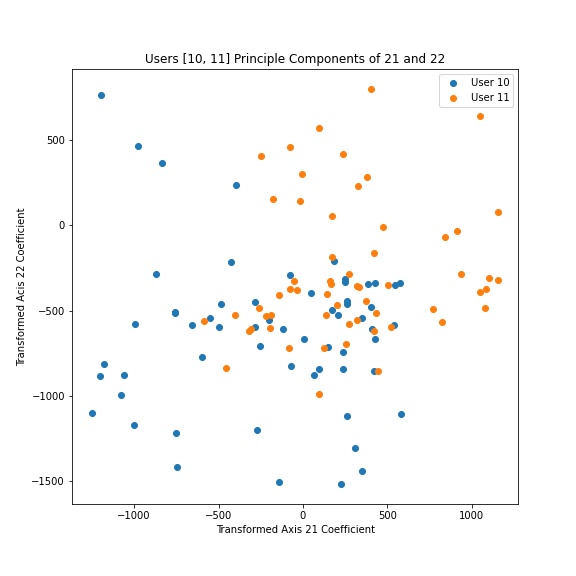 Users [10, 11] Principle Components of 21 and 22
User 10
User 11
Transformed Acis 22 Coefficient
500
0
−500
−1000
−1500
−1000
−500
0
500
1000
Transformed Axis 21 Coefficient